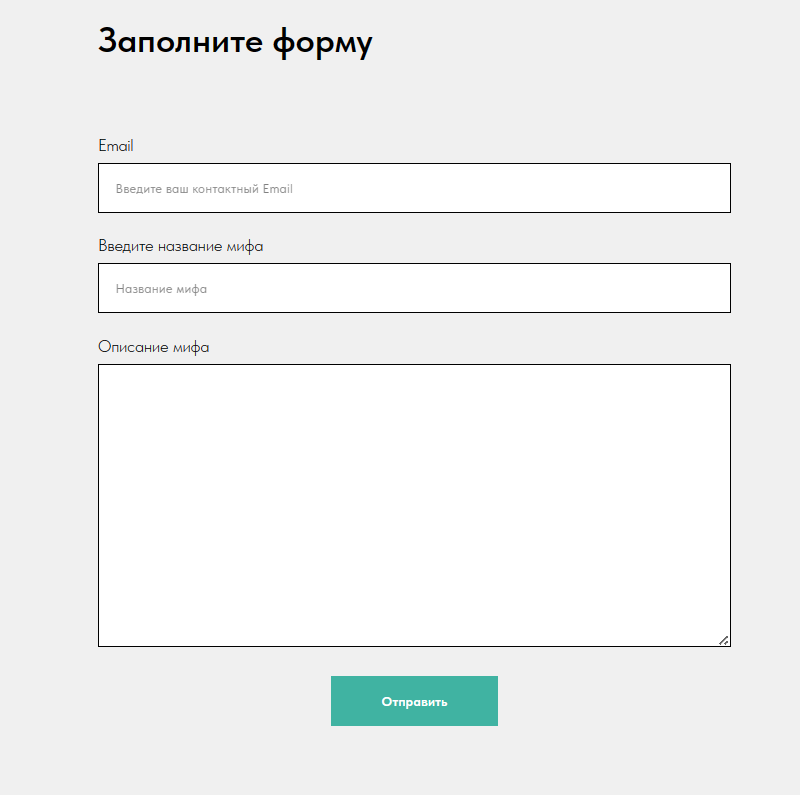 Заполните форму
Email
Введите ваш контактный Email
Введите название мифа
Название мифа
Описание мифа
Отправить